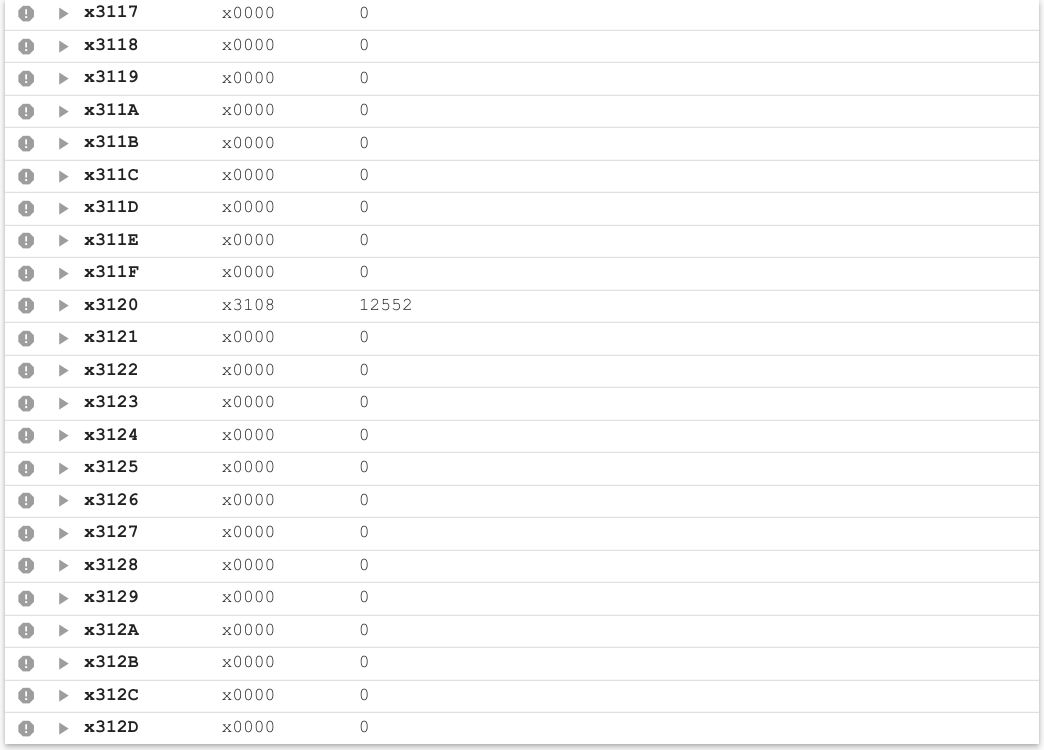 x3117 x0000 0
x3118 x0000 0
x3119 x0000 0
x311A x0000 0
x311B x0000 0
x311C x0000 0
x311D x0000 0
x311E x0000 0
x311F x0000 0
x3120 x3108 12552
x3121 x0000 0
x3122 x0000 0
x3123 x0000 0
x3124 x0000 0
x3125 x0000 0
x3126 x0000 0
x3127 x0000 0
x3128 x0000 0
x3129 x0000 0
x312A x0000 0
x312B x0000 0
x312C x0000 0
x312D x0000 0